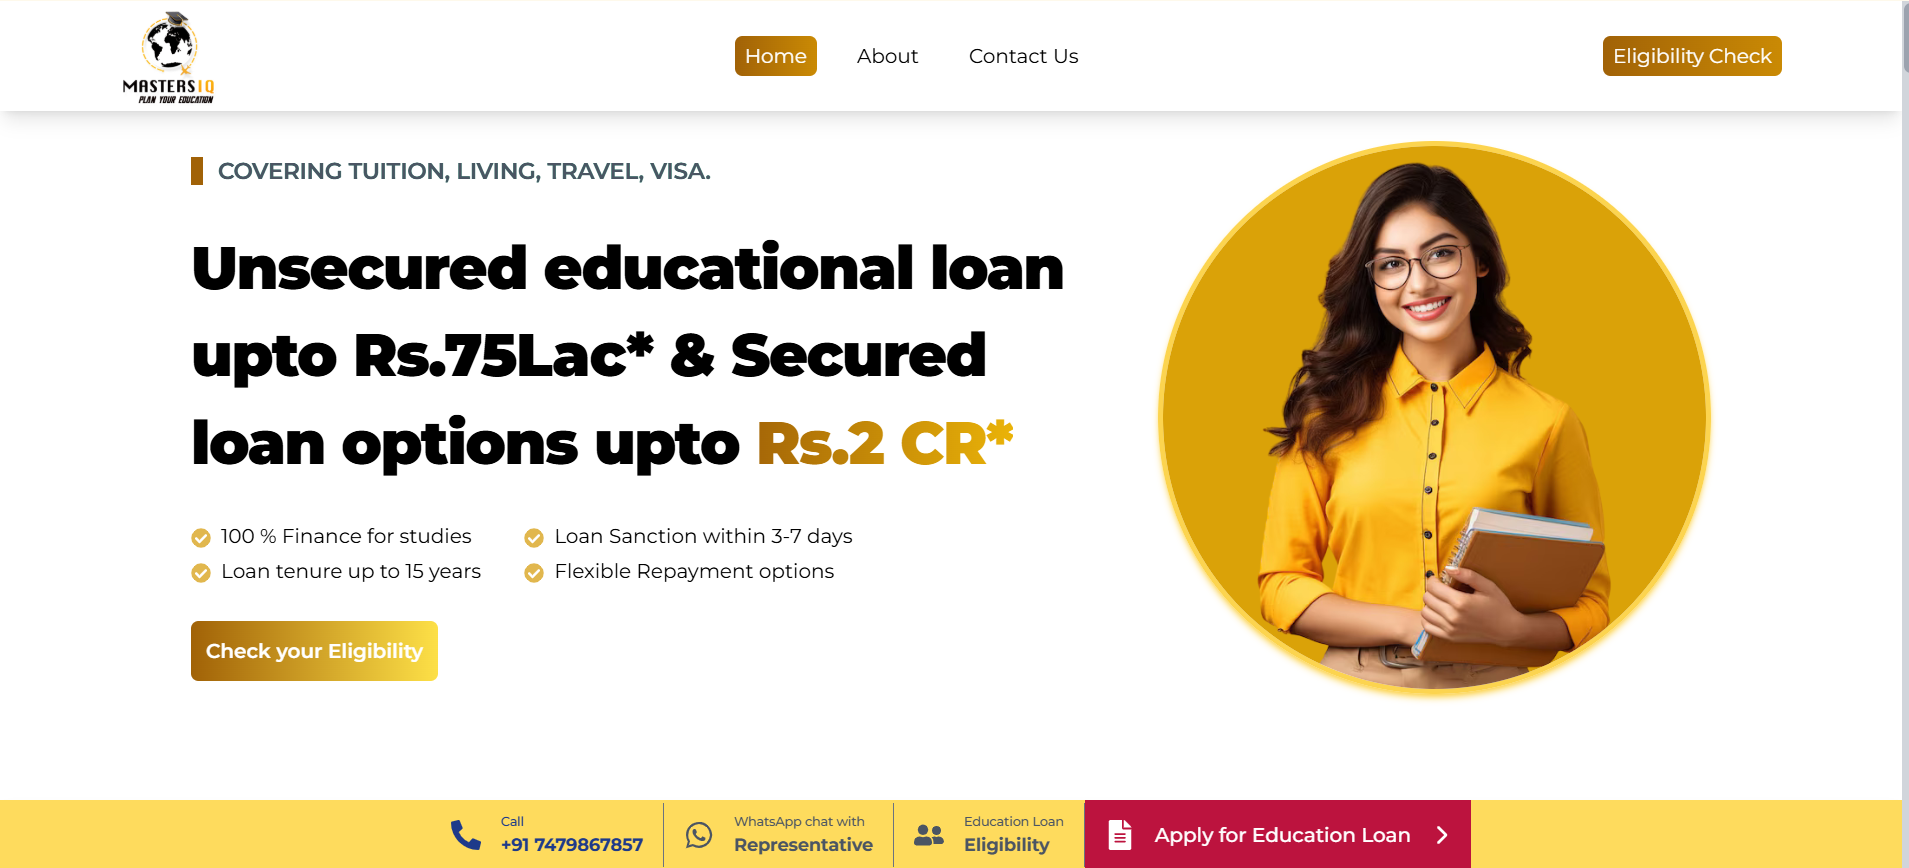 MASTERSIQ
PLAN YOUR EDUCATION
Home
About
Contact Us
Eligibility Check
COVERING TUITION, LIVING, TRAVEL, VISA.
Unsecured educational loan
upto Rs.75Lac* & Secured
loan options upto Rs.2 CR*
100 % Finance for studies
Loan Sanction within 3-7 days
Loan tenure up to 15 years
Flexible Repayment options
Check your Eligibility
Call
+91 7479867857
WhatsApp chat with
Representative
Education Loan
Eligibility
Apply for Education Loan